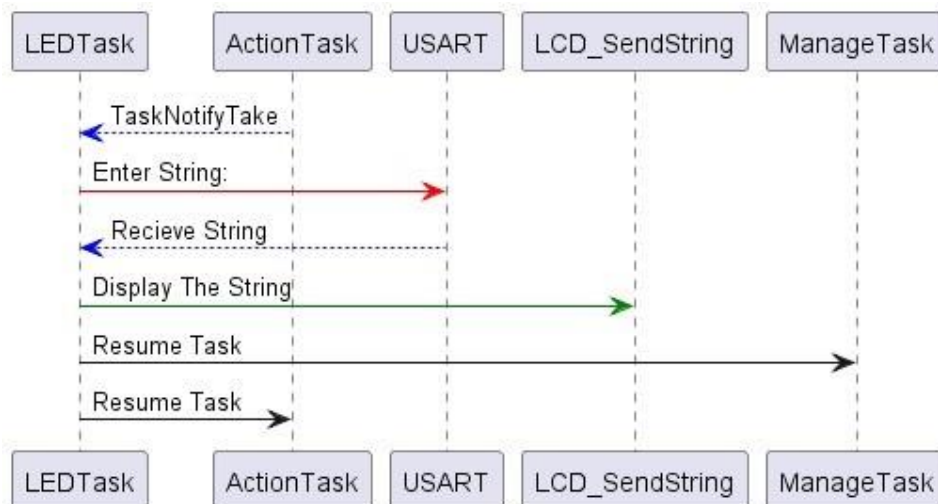 LEDTask ActionTask USART LCD_SendString ManageTask
TaskNotifyTake
Enter String:
Recieve String
Display The String
Resume Task
Resume Task
LEDTask ActionTask USART LCD_SendString ManageTask